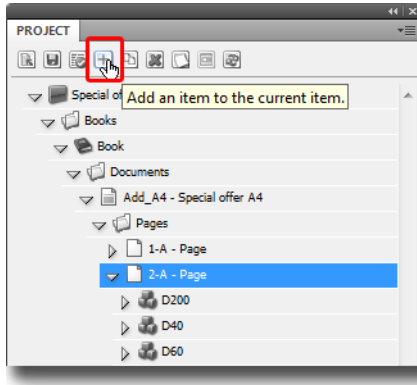 PROJECT
Special of
Add an item to the current item.
Books
Book
Documents
Add_A4 - Special offer A4
Pages
1-A - Page
2-A - Page
D200
D40
D60